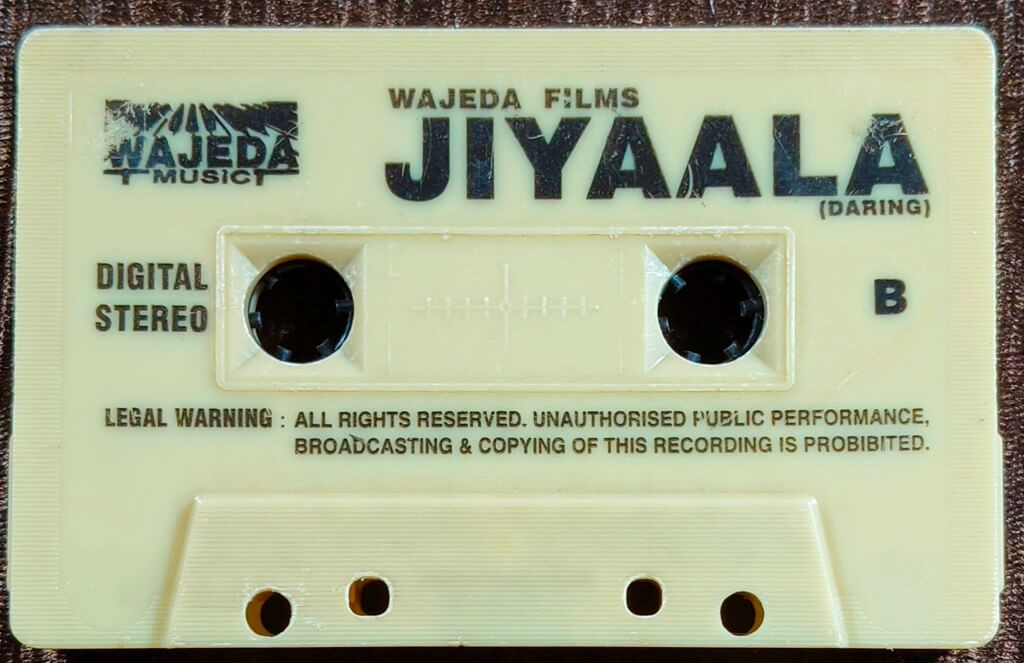 WAJEDA MUSIC
WAJEDA FILMS
JIYAALA
(DARING)
DIGITAL
STEREO
B
LEGAL WARNING : ALL RIGHTS RESERVED. UNAUTHORISED PUBLIC PERFORMANCE,
BROADCASTING & COPYING OF THIS RECORDING IS PROBIBITED.